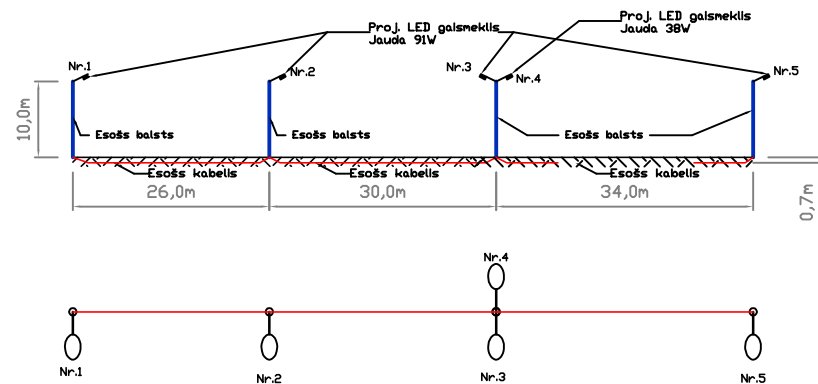 Proj. LED gaismeklis
Jauda 91W
Proj. LED gaismeklis
Jauda 38W
Nr.1
Nr.2
Nr.3
Nr.4
Nr.5
10,0m
Esošs balsts
Esošs balsts
Esošs balsts
Esošs kabelis
Esošs kabelis
Esošs kabelis
26,0m
30,0m
34,0m
0,7m
Nr.4
Nr.1
Nr.2
Nr.3
Nr.5